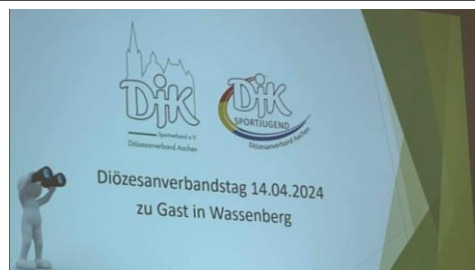 DJK
Sportverband e.V.
Diözesanverband Aachen
DJK
SPORTJUGEND
Diözesanverband Aachen
Diözesanverbandstag 14.04.2024
zu Gast in Wassenberg